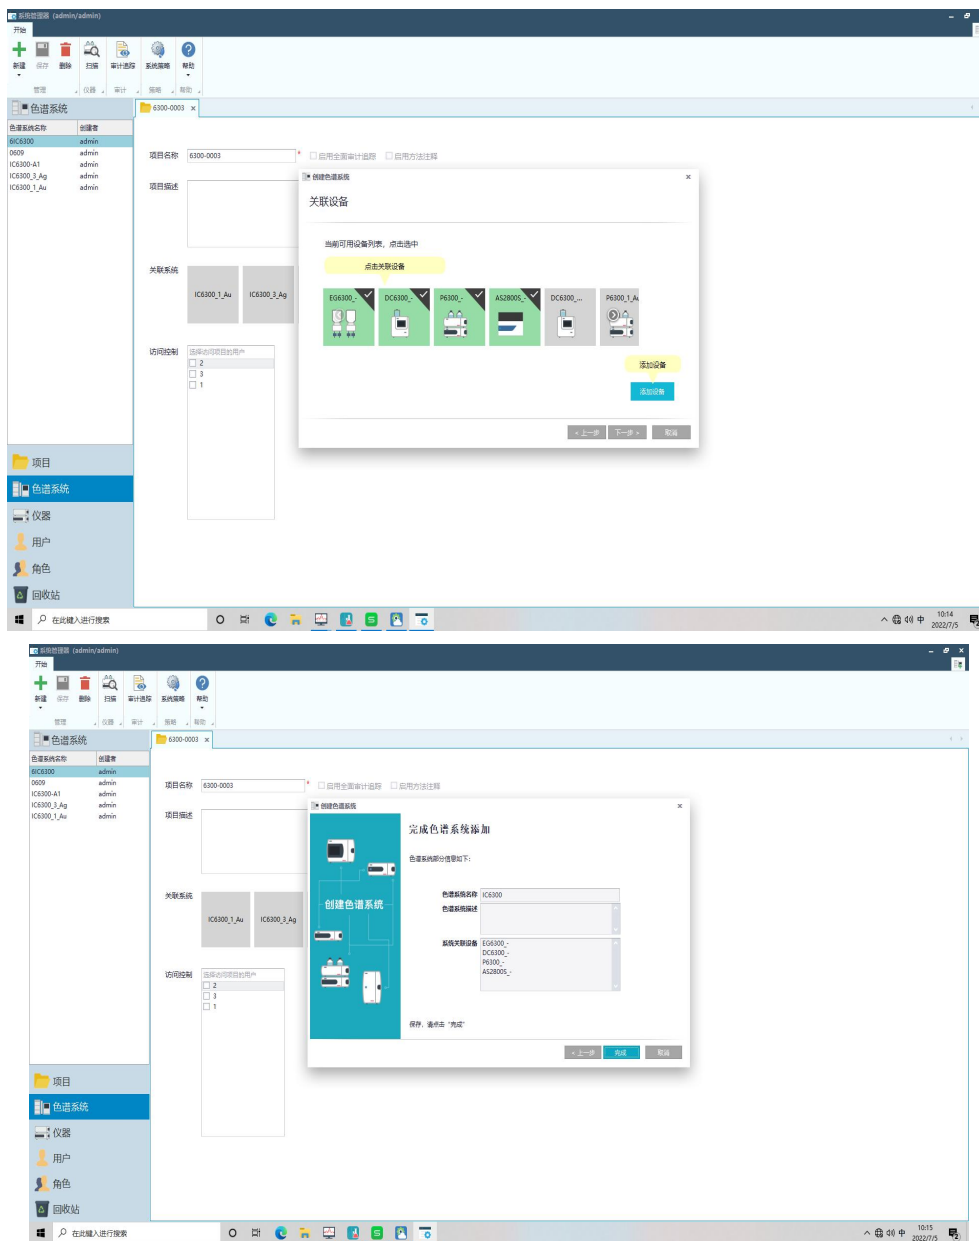 系统管理器 (admin/admin)
开始
新建 保存 删除 扫描 审计追踪 系统策略 帮助
管理 仪器 审计 策略 帮助
色谱系统
6300-0003 ×
色谱系统名称 创建者
6IC6300 admin
0609 admin
IC6300-A1 admin
IC6300_3_Ag admin
IC6300_1_Au admin
项目名称 6300-0003 * 启用全面审计追踪 启用方法注释
项目描述
关联系统
IC6300_1_Au IC6300_3_Ag
访问控制 选择访问项目的用户
2
3
1
创建色谱系统
关联设备
当前可用设备列表，点击选中
点击关联设备
EG6300_- DC6300_- P6300_- AS2800S_- DC6300_... P6300_1_Au
添加设备
添加设备
< 上一步 下一步 > 取消
项目
色谱系统
仪器
用户
角色
回收站
在此键入进行搜索
中 10:14
2022/7/5
系统管理器 (admin/admin)
开始
新建 保存 删除 扫描 审计追踪 系统策略 帮助
管理 仪器 审计 策略 帮助
色谱系统
6300-0003 ×
色谱系统名称 创建者
6IC6300 admin
0609 admin
IC6300-A1 admin
IC6300_3_Ag admin
IC6300_1_Au admin
项目名称 6300-0003 * 启用全面审计追踪 启用方法注释
项目描述
关联系统
IC6300_1_Au IC6300_3_Ag
访问控制 选择访问项目的用户
2
3
1
创建色谱系统
创建色谱系统
完成色谱系统添加
色谱系统部分信息如下：
色谱系统名称 IC6300
色谱系统描述
系统关联设备 EG6300_-
DC6300_-
P6300_-
AS2800S_-
保存，请点击 "完成"
< 上一步 完成 取消
项目
色谱系统
仪器
用户
角色
回收站
在此键入进行搜索
中 10:15
2022/7/5